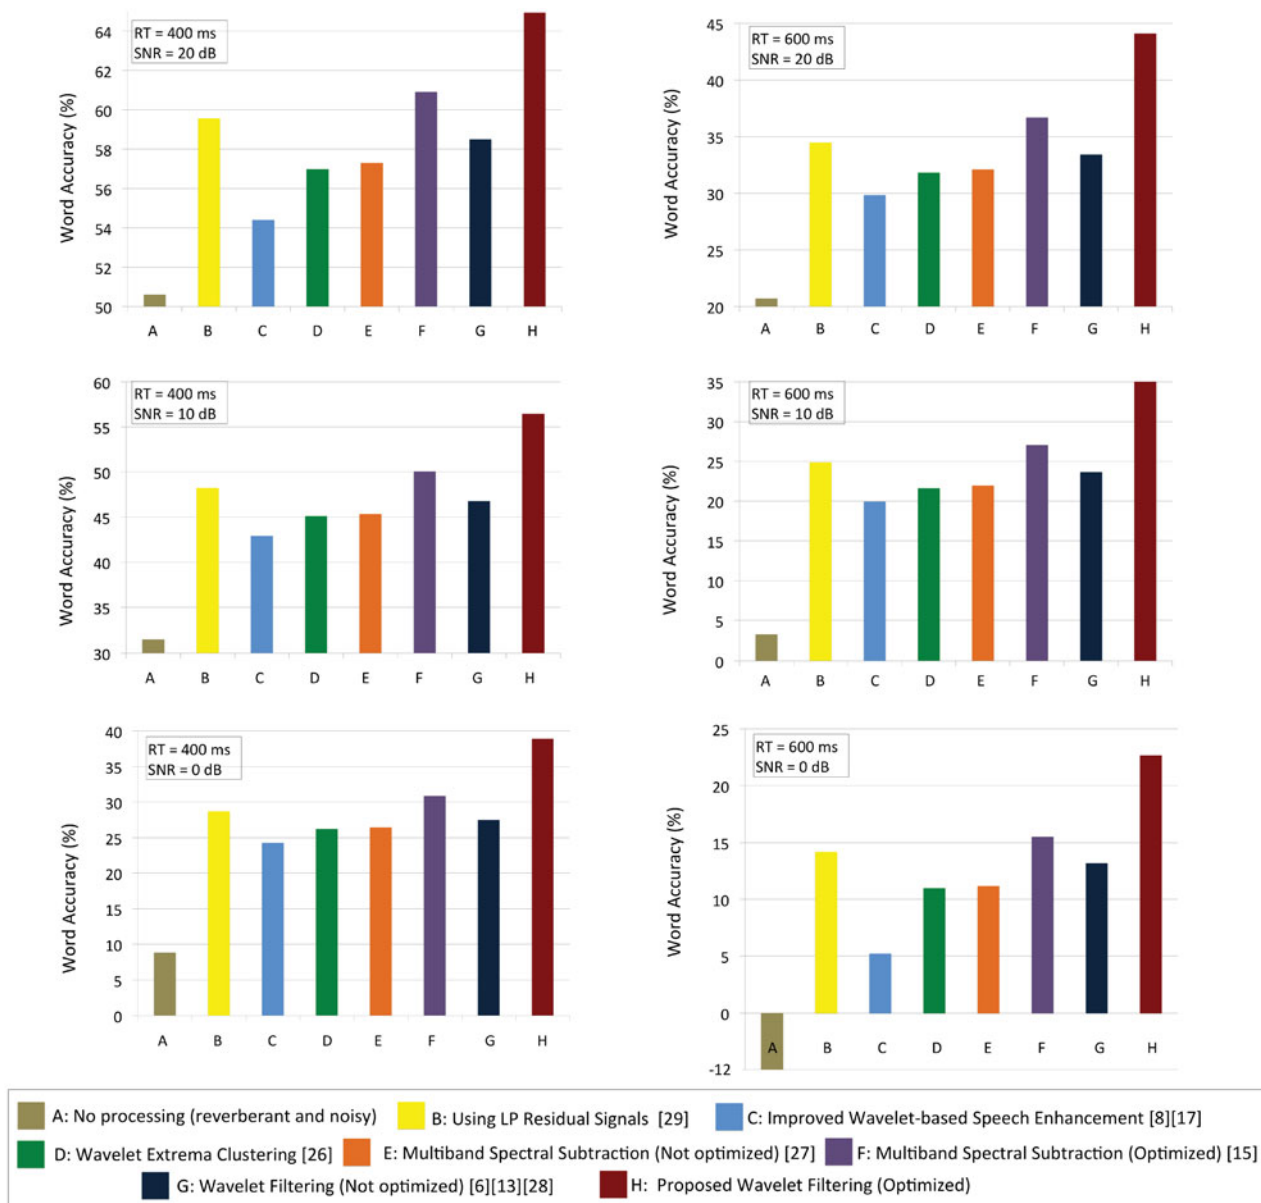 RT = 400 ms
SNR = 20 dB
Word Accuracy (%)
64
62
60
58
56
54
52
50
A B C D E F G H
RT = 600 ms
SNR = 20 dB
Word Accuracy (%)
45
40
35
30
25
20
A B C D E F G H
RT = 400 ms
SNR = 10 dB
Word Accuracy (%)
60
55
50
45
40
35
30
A B C D E F G H
RT = 600 ms
SNR = 10 dB
Word Accuracy (%)
35
30
25
20
15
10
5
0
A B C D E F G H
RT = 400 ms
SNR = 0 dB
Word Accuracy (%)
40
35
30
25
20
15
10
5
0
A B C D E F G H
RT = 600 ms
SNR = 0 dB
Word Accuracy (%)
25
20
15
10
5
0
-12
A B C D E F G H
A: No processing (reverberant and noisy) B: Using LP Residual Signals [29] C: Improved Wavelet-based Speech Enhancement [8][17]
D: Wavelet Extrema Clustering [26] E: Multiband Spectral Subtraction (Not optimized) [27] F: Multiband Spectral Subtraction (Optimized) [15]
G: Wavelet Filtering (Not optimized) [6][13][28] H: Proposed Wavelet Filtering (Optimized)